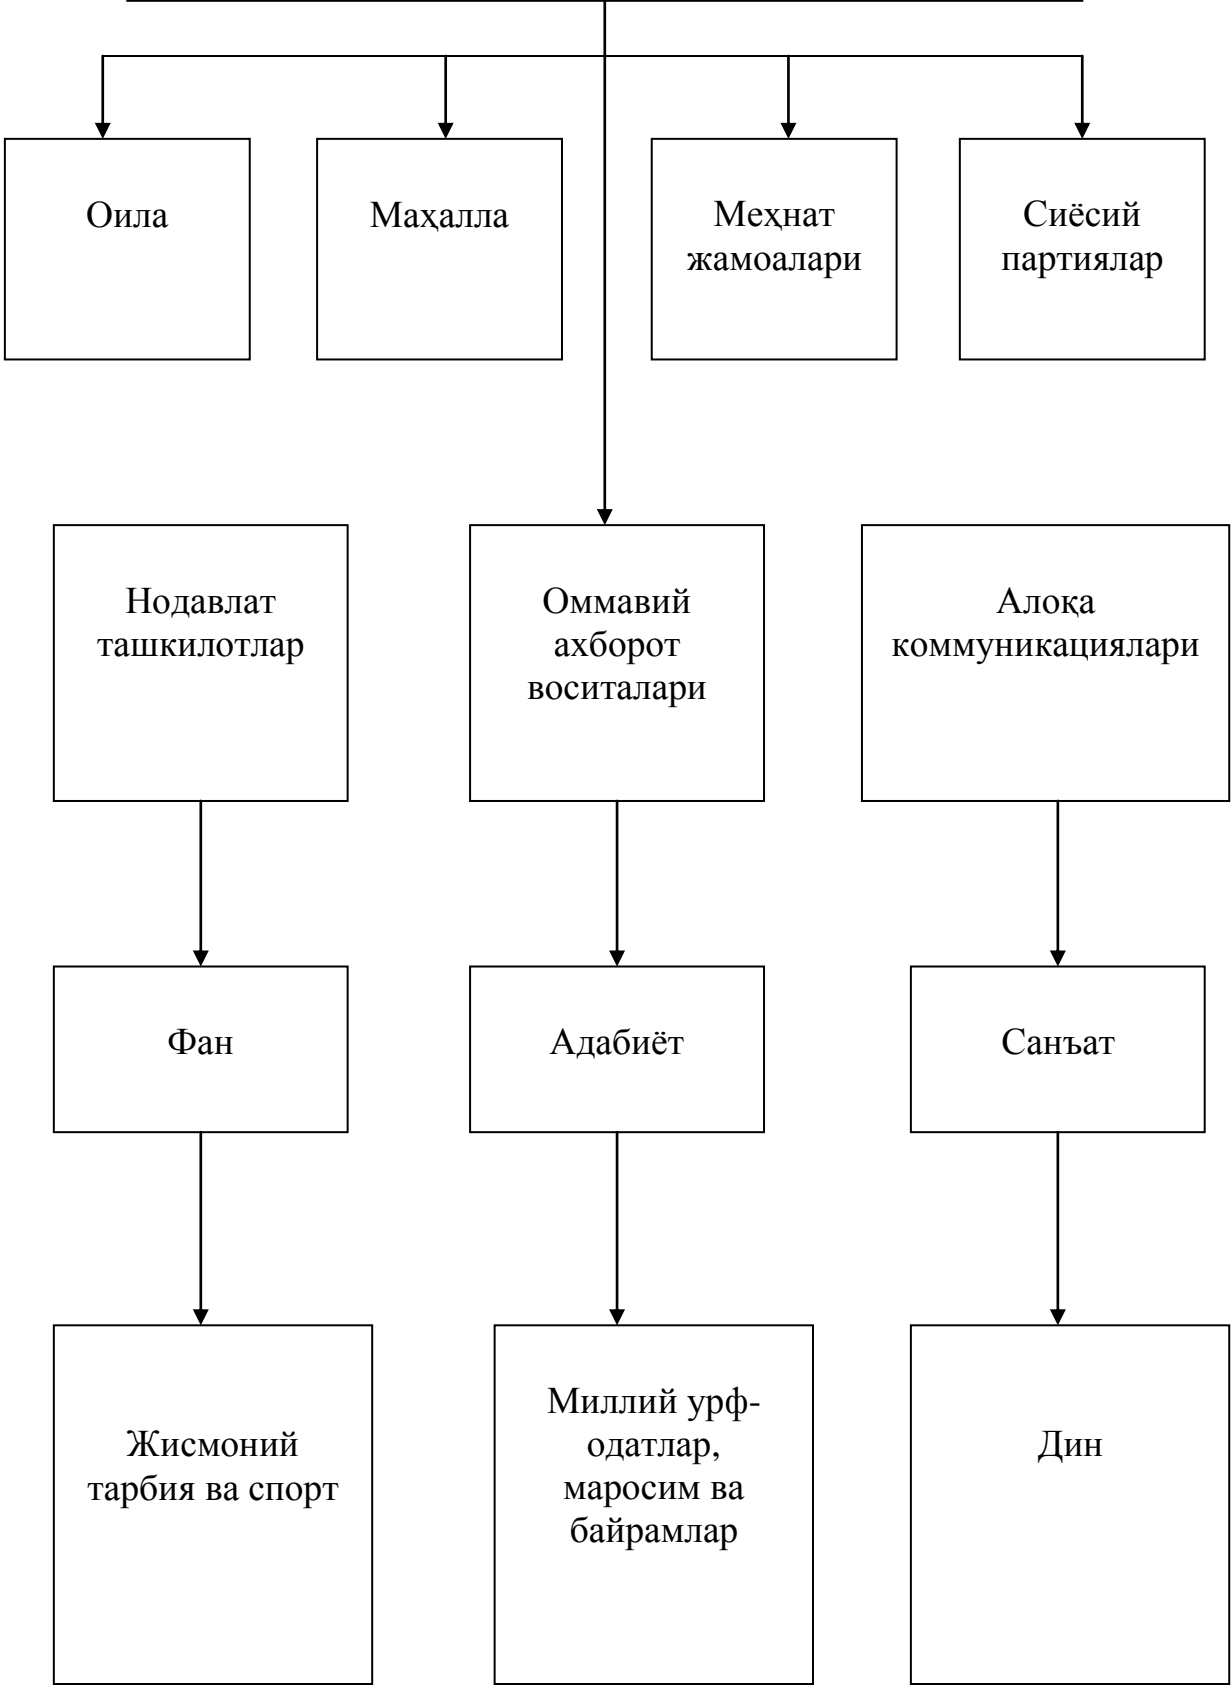 Оила
Маҳалла
Меҳнат
жамоалари
Сиёсий
партиялар
Нодавлат
ташкилотлар
Оммавий
ахборот
воситалари
Алоқа
коммуникациялари
Фан
Адабиёт
Санъат
Жисмоний
тарбия ва спорт
Миллий урф-
одатлар,
маросим ва
байрамлар
Дин